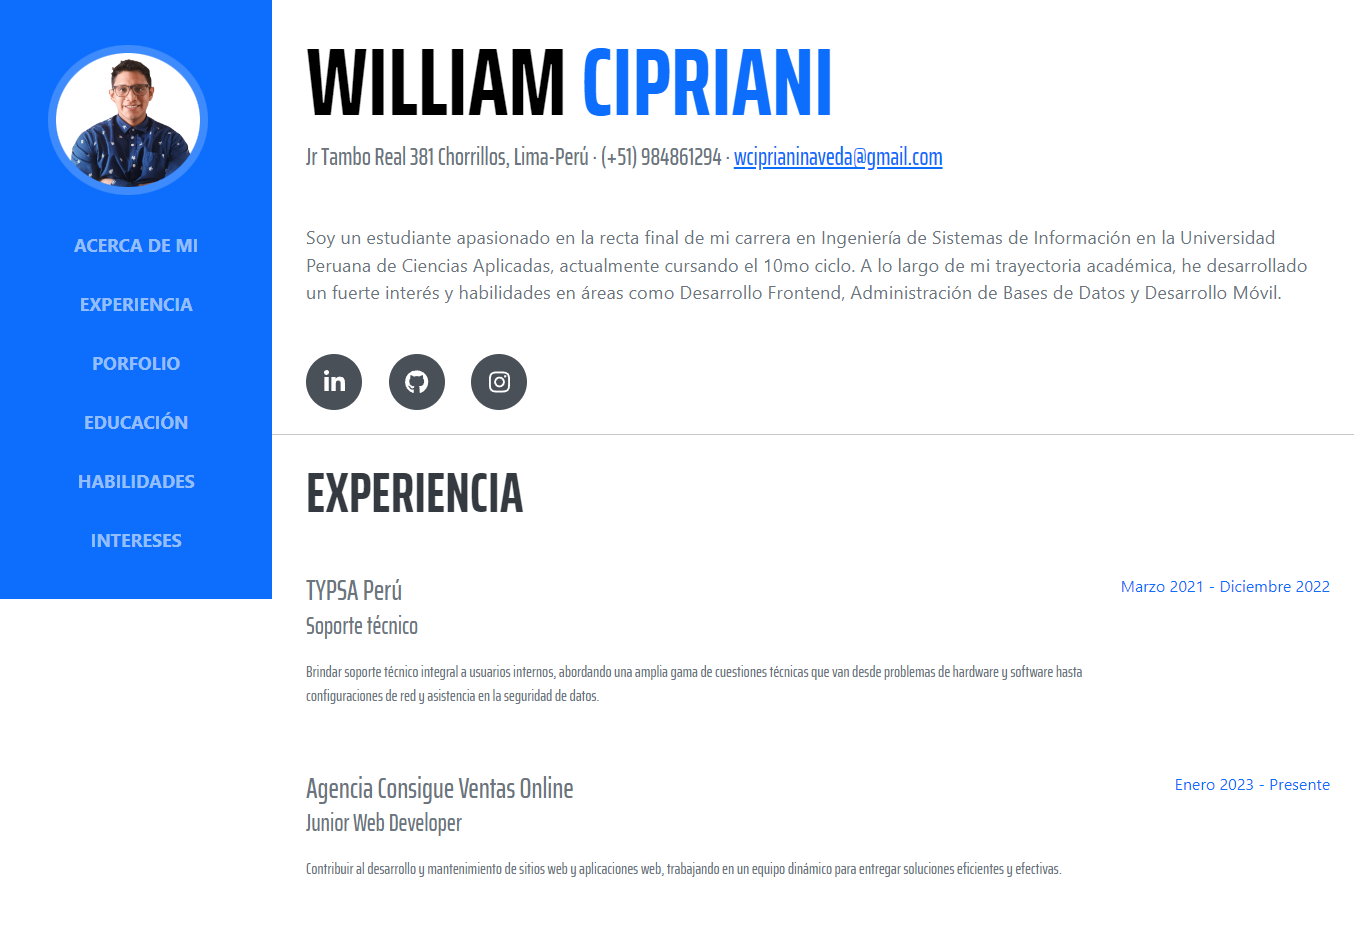 ACERCA DE MI
EXPERIENCIA
PORFOLIO
EDUCACIÓN
HABILIDADES
INTERESES
WILLIAM CIPRIANI
Jr Tambo Real 381 Chorrillos, Lima-Perú · (+51) 984861294 · wciprianinaveda@gmail.com
Soy un estudiante apasionado en la recta final de mi carrera en Ingeniería de Sistemas de Información en la Universidad
Peruana de Ciencias Aplicadas, actualmente cursando el 10mo ciclo. A lo largo de mi trayectoria académica, he desarrollado
un fuerte interés y habilidades en áreas como Desarrollo Frontend, Administración de Bases de Datos y Desarrollo Móvil.
in
EXPERIENCIA
TYPSA Perú
Marzo 2021 - Diciembre 2022
Soporte técnico
Brindar soporte técnico integral a usuarios internos, abordando una amplia gama de cuestiones técnicas que van desde problemas de hardware y software hasta
configuraciones de red y asistencia en la seguridad de datos.
Agencia Consigue Ventas Online
Enero 2023 - Presente
Junior Web Developer
Contribuir al desarrollo y mantenimiento de sitios web y aplicaciones web, trabajando en un equipo dinámico para entregar soluciones eficientes y efectivas.